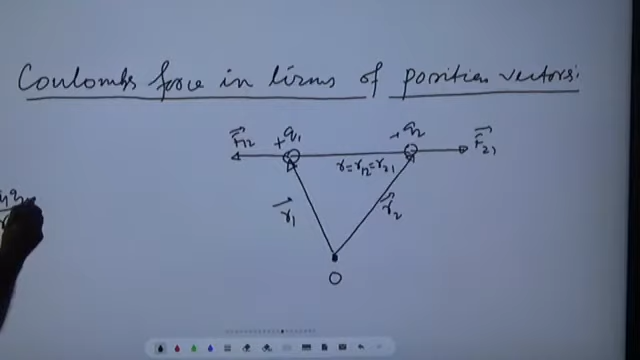 Coulombs force in terms of position vectors:
F₁₂ +q₁ +q₂ F₂₁
r=r₁₂=r₂₁
r₁ r₂
O